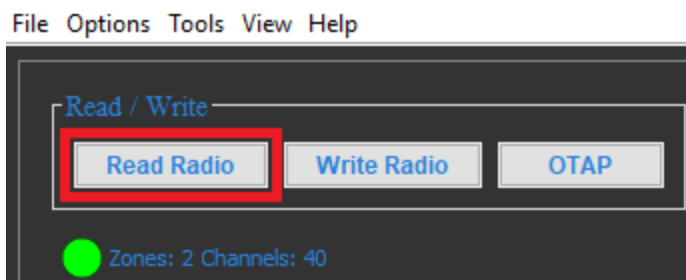 File Options Tools View Help
Read / Write
Read Radio Write Radio OTAP
Zones: 2 Channels: 40